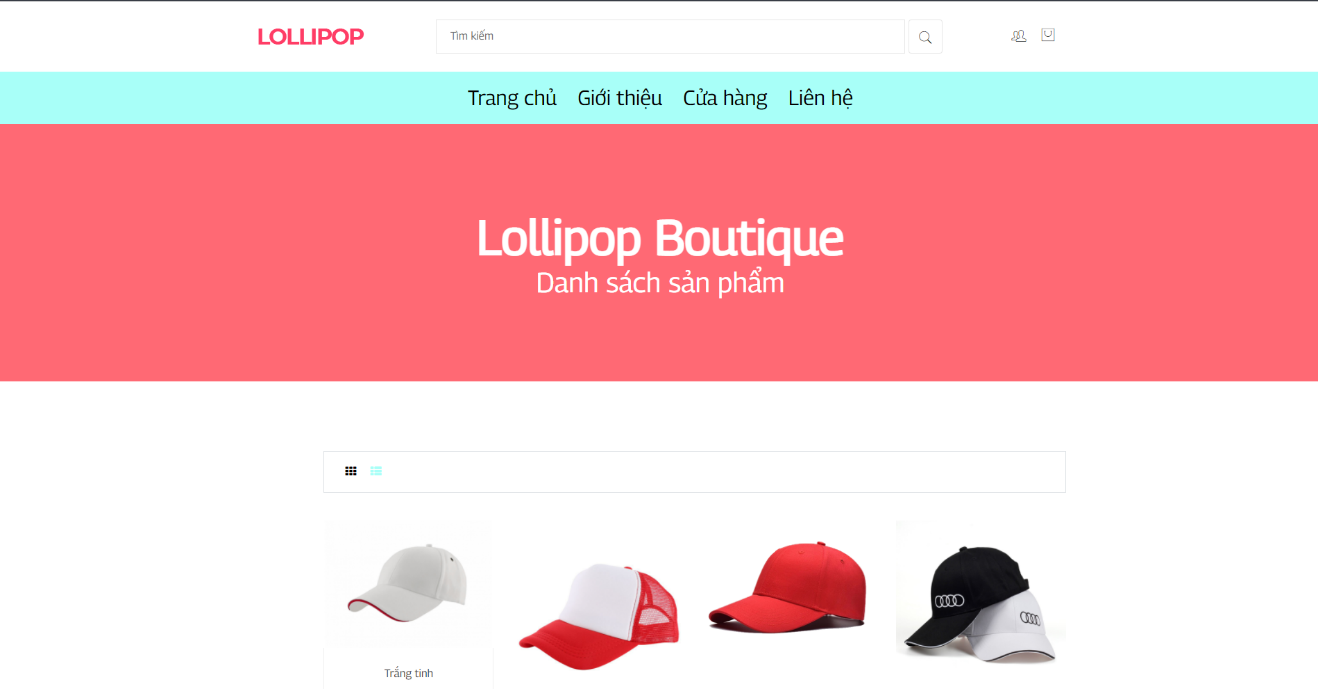 LOLLIPOP
Tìm kiếm
Trang chủ Giới thiệu Cửa hàng Liên hệ
Lollipop Boutique
Danh sách sản phẩm
Trắng tinh